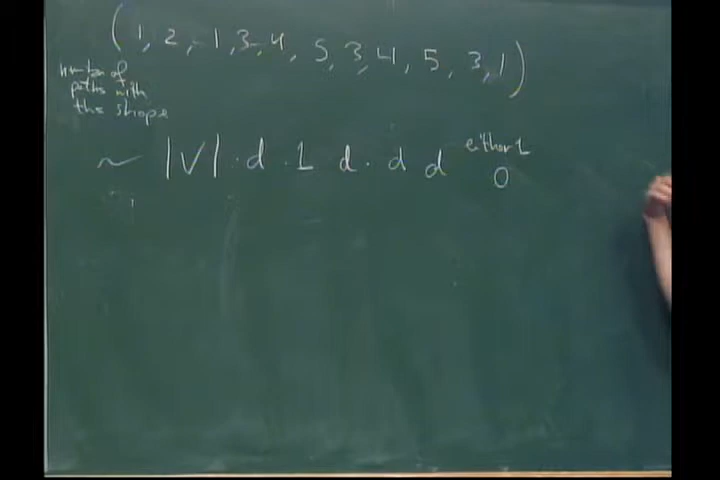 (1, 2, 1, 3, 4, 5, 3, 4, 5, 3, 1)
number of
paths with
the shape
~ |V| · d · 1 d · d d either 1
0